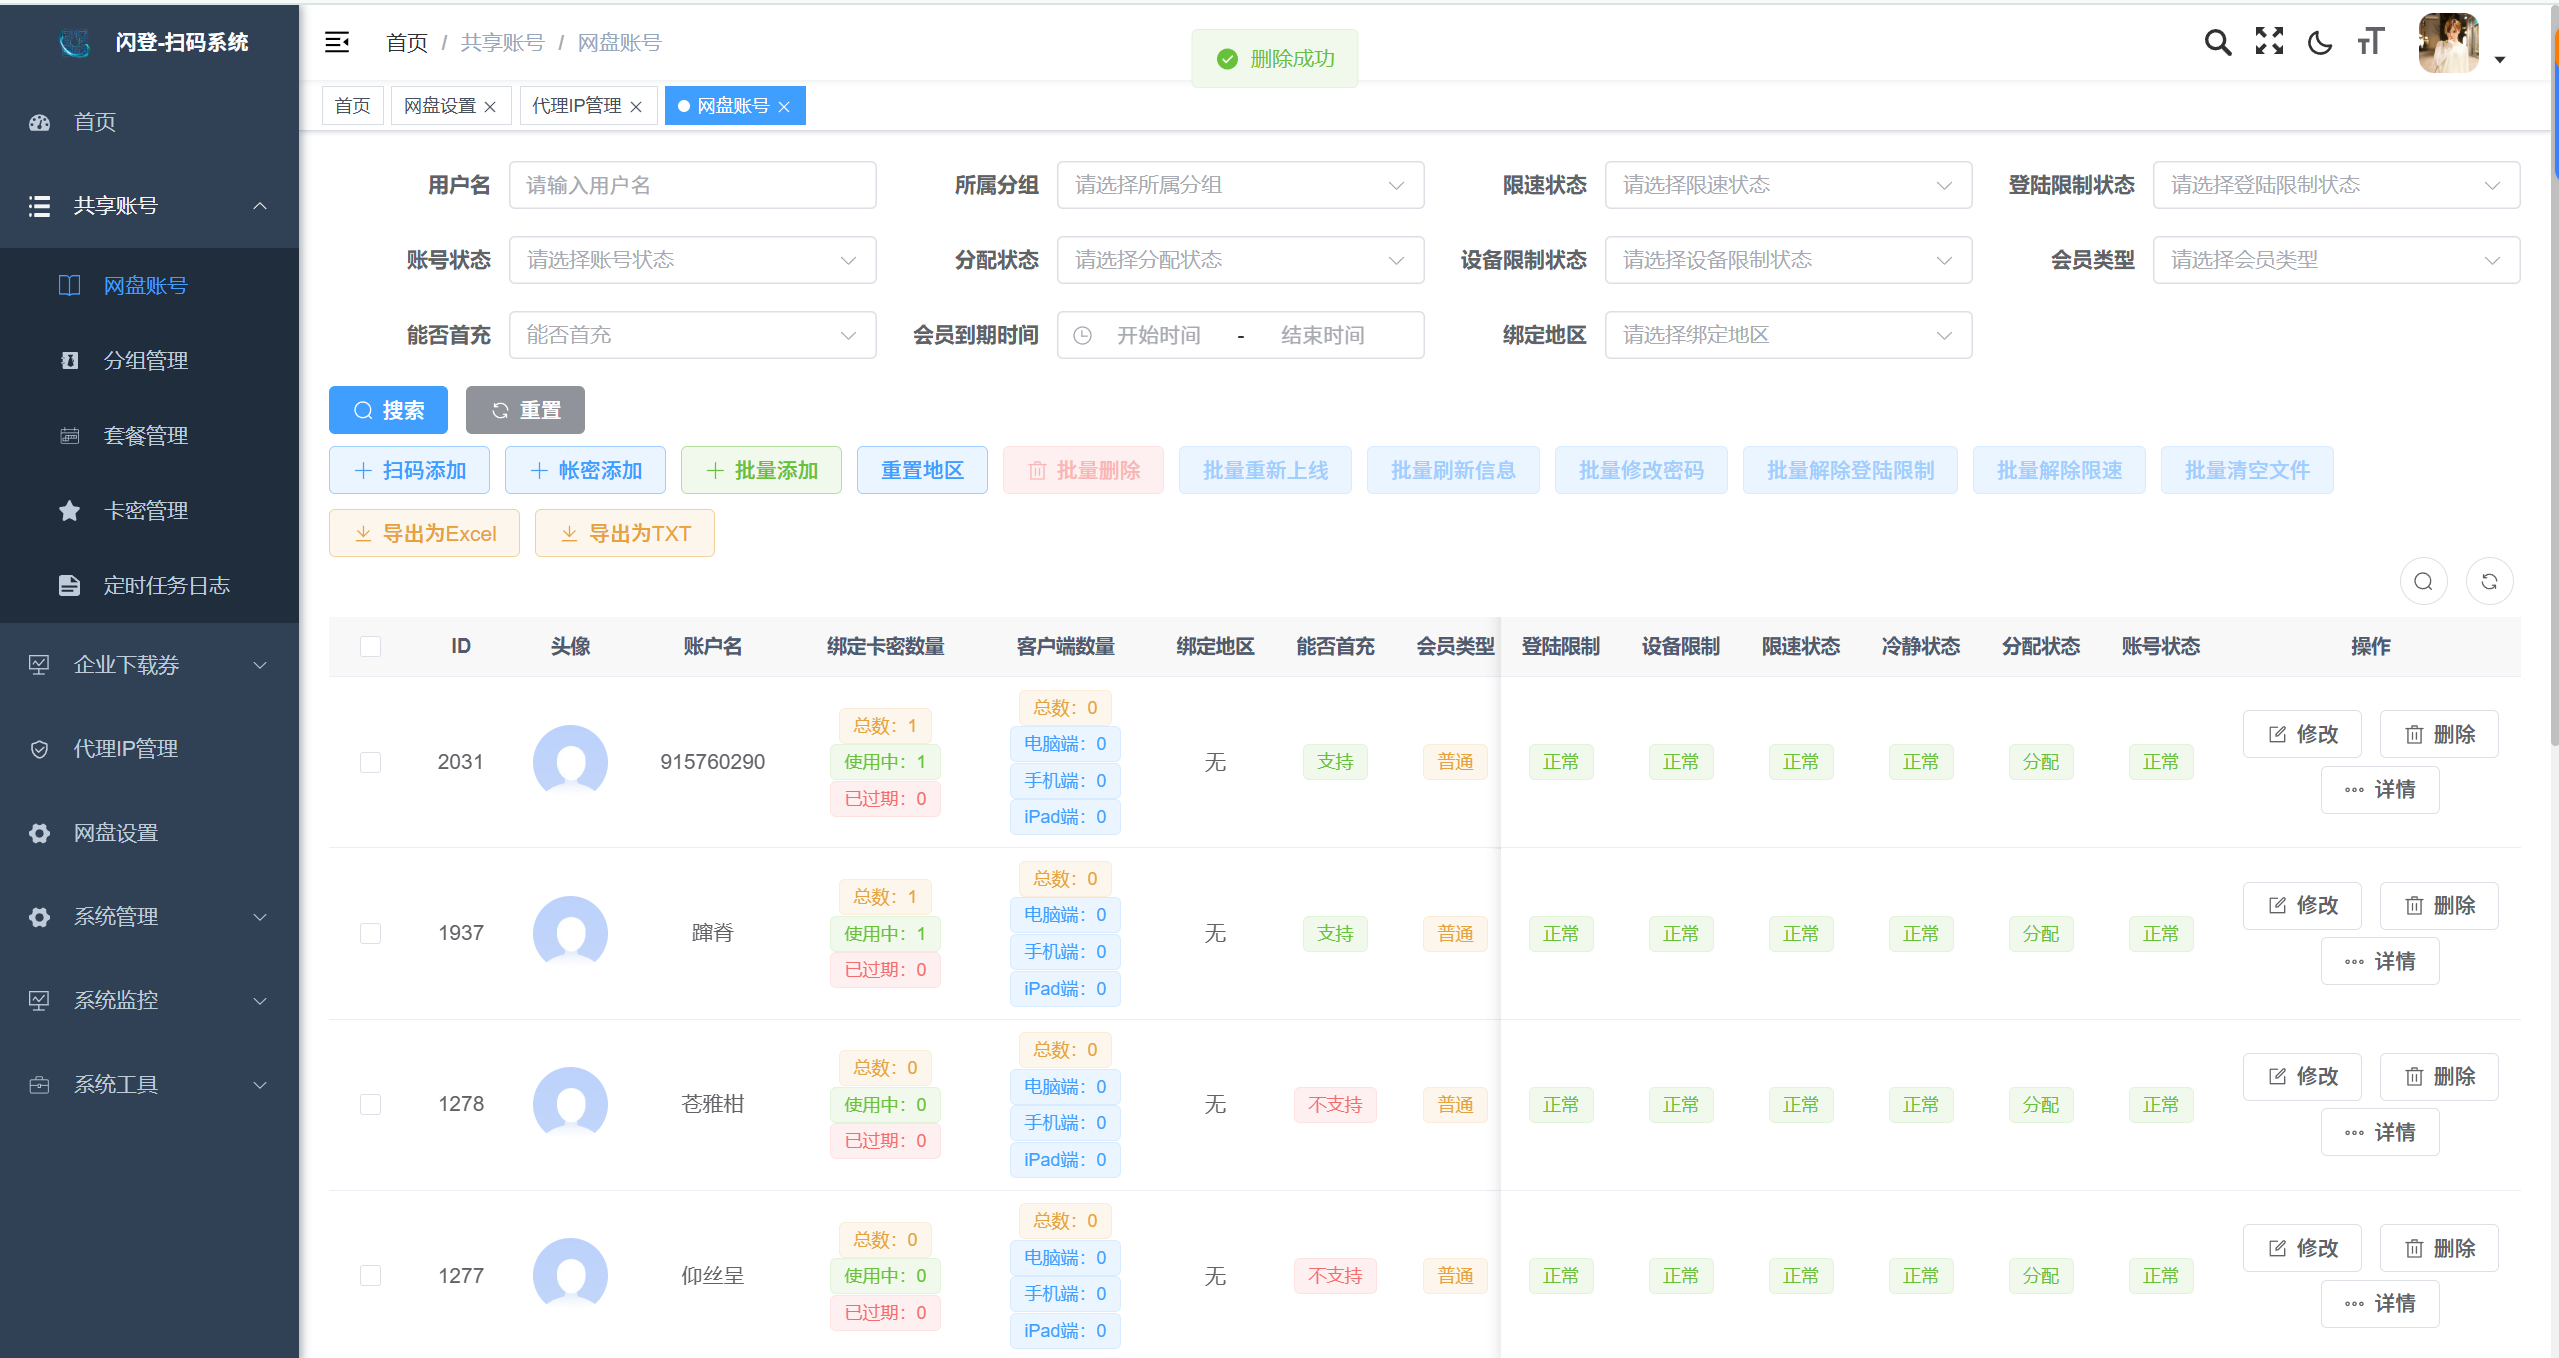 闪登-扫码系统
首页
共享账号
网盘账号
分组管理
套餐管理
卡密管理
定时任务日志
企业下载券
代理IP管理
网盘设置
系统管理
系统监控
系统工具
首页 / 共享账号 / 网盘账号
删除成功
首页 网盘设置 代理IP管理 网盘账号
用户名 请输入用户名 所属分组 请选择所属分组 限速状态 请选择限速状态 登陆限制状态 请选择登陆限制状态
账号状态 请选择账号状态 分配状态 请选择分配状态 设备限制状态 请选择设备限制状态 会员类型 请选择会员类型
能否首充 能否首充 会员到期时间 开始时间 - 结束时间 绑定地区 请选择绑定地区
搜索 重置
扫码添加 帐密添加 批量添加 重置地区 批量删除 批量重新上线 批量刷新信息 批量修改密码 批量解除登陆限制 批量解除限速 批量清空文件
导出为Excel 导出为TXT
ID 头像 账户名 绑定卡密数量 客户端数量 绑定地区 能否首充 会员类型 登陆限制 设备限制 限速状态 冷静状态 分配状态 账号状态 操作
2031 915760290
总数：1
使用中：1
已过期：0
总数：0
电脑端：0
手机端：0
iPad端：0
无 支持 普通 正常 正常 正常 正常 分配 正常
修改 删除
详情
1937 蹿脊
总数：1
使用中：1
已过期：0
总数：0
电脑端：0
手机端：0
iPad端：0
无 支持 普通 正常 正常 正常 正常 分配 正常
修改 删除
详情
1278 苍雅柑
总数：0
使用中：0
已过期：0
总数：0
电脑端：0
手机端：0
iPad端：0
无 不支持 普通 正常 正常 正常 正常 分配 正常
修改 删除
详情
1277 仰丝呈
总数：0
使用中：0
已过期：0
总数：0
电脑端：0
手机端：0
iPad端：0
无 不支持 普通 正常 正常 正常 正常 分配 正常
修改 删除
详情